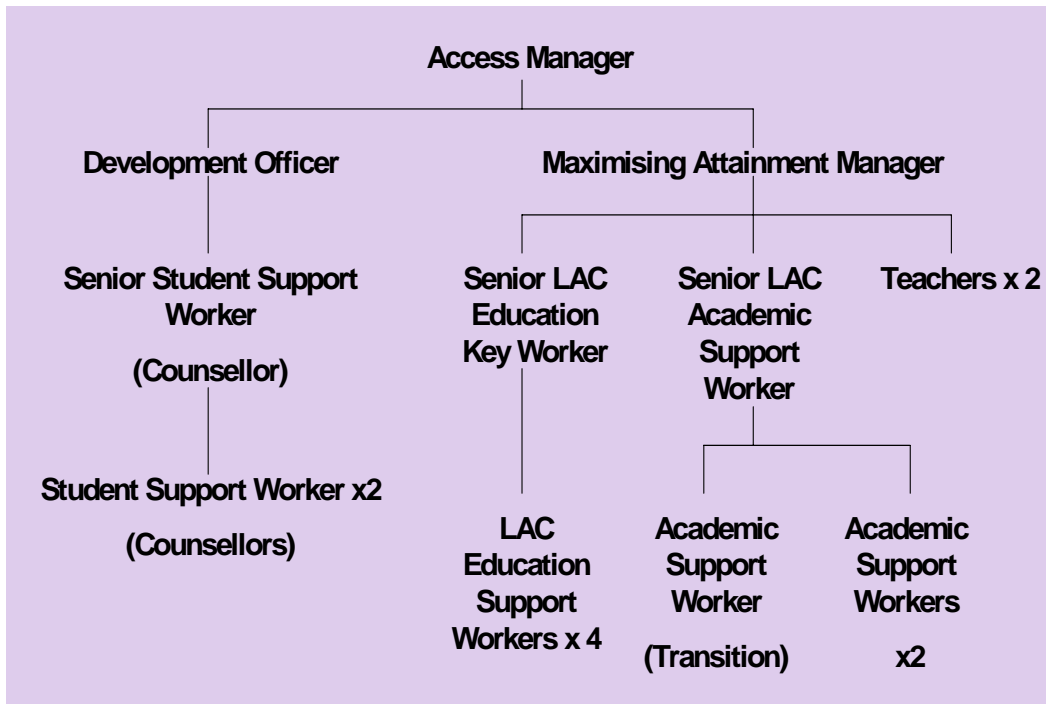 Access Manager
Development Officer
Maximising Attainment Manager
Senior Student Support
Worker
(Counsellor)
Student Support Worker x2
(Counsellors)
Senior LAC
Education
Key Worker
LAC
Education
Support
Workers x 4
Senior LAC
Academic
Support
Worker
Academic
Support
Worker
(Transition)
Academic
Support
Workers
x2
Teachers x 2